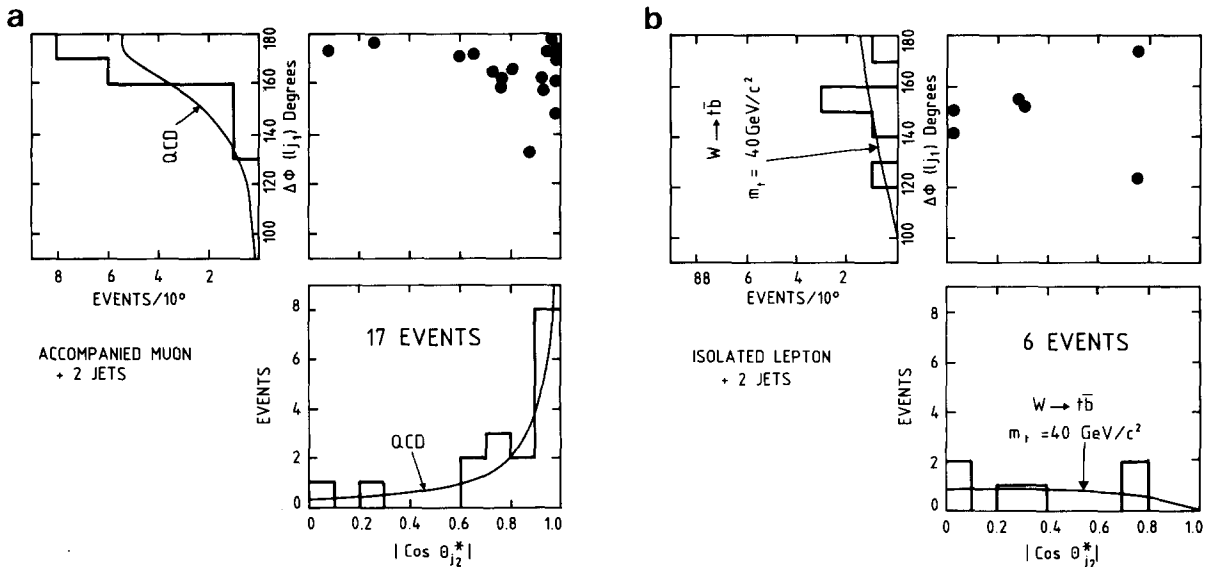 a
180
160
140
120
100
ΔΦ (lj₁) Degrees
QCD
8 6 4 2
EVENTS/10°
ACCOMPANIED MUON
+ 2 JETS
17 EVENTS
8
6
4
2
0
EVENTS
QCD
0 0.2 0.4 0.6 0.8 1.0
|Cos θ*j₂|
b
180
160
140
120
100
ΔΦ (lj₁) Degrees
W → tb̄
mₜ = 40 GeV/c²
88 6 4 2
EVENTS/10°
ISOLATED LEPTON
+ 2 JETS
6 EVENTS
8
6
4
2
0
EVENTS
W → tb̄
mₜ = 40 GeV/c²
0 0.2 0.4 0.6 0.8 1.0
|Cos θ*j₂|